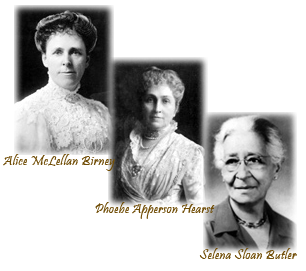 Alice McLellan Birney
Phoebe Apperson Hearst
Selena Sloan Butler